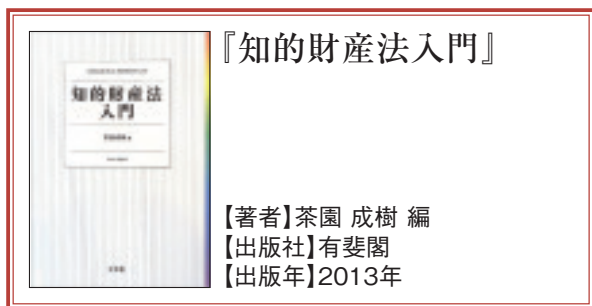 『知的財産法入門』
知的財産法
入門
【著者】茶園 成樹 編
【出版社】有斐閣
【出版年】2013年